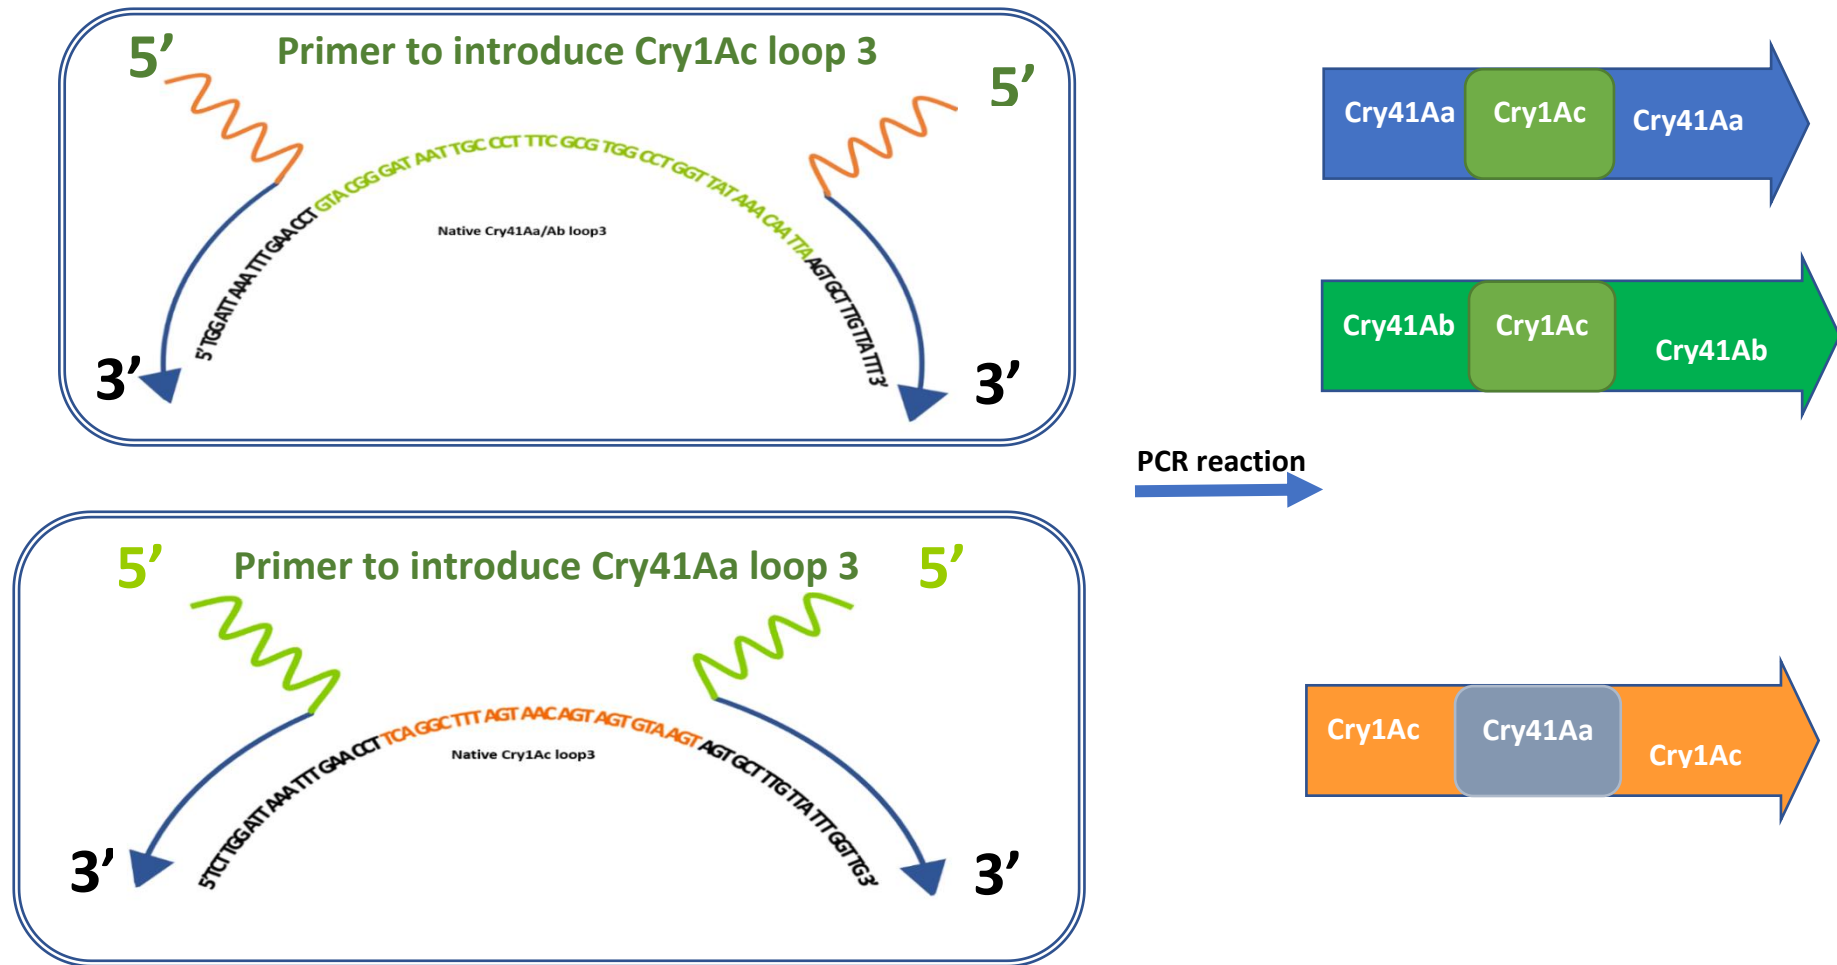 Primer to introduce Cry1Ac loop 3
5’
5’
5’TGGATT AAA TTT GAA CCT GTA CGG GAT AAT TGC CCT TTC GCG TGG CCT GGT TAT AAA CAA TTA AGT GCT TTG TTA TTT 3’
Native Cry41Aa/Ab loop3
3’
3’
Primer to introduce Cry41Aa loop 3
5’
5’
5’TCT TGG ATT AAA TTT GAA CCT TCA GGC TTT AGT AAC AGT AGT GTA AGT AGT GCT TTG TTA TTT GGT TG 3’
Native Cry1Ac loop3
3’
3’
PCR reaction
Cry41Aa Cry1Ac Cry41Aa
Cry41Ab Cry1Ac Cry41Ab
Cry1Ac Cry41Aa Cry1Ac